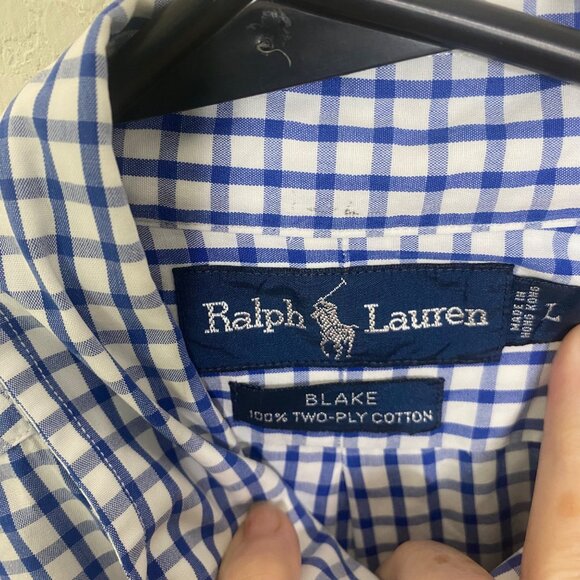 Ralph Lauren
MADE IN
HONG KONG
L
BLAKE
100% TWO-PLY COTTON